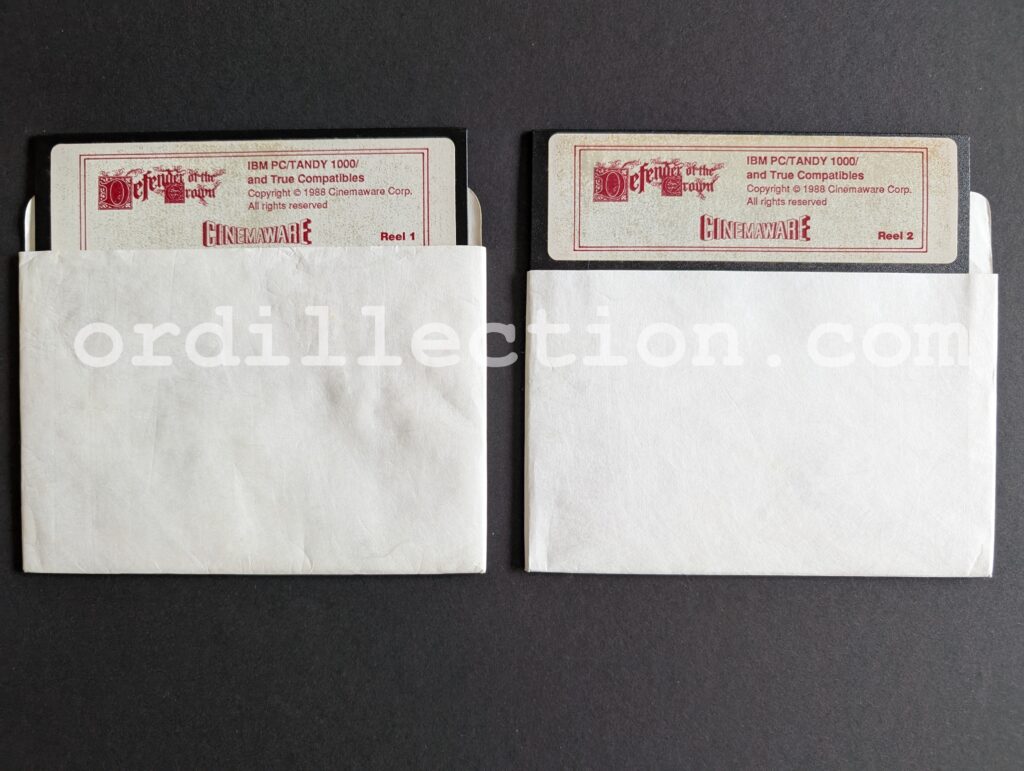 Defender of the Crown
IBM PC/TANDY 1000/
and True Compatibles
Copyright © 1988 Cinemaware Corp.
All rights reserved
CINEMAWARE
Reel 1
Defender of the Crown
IBM PC/TANDY 1000/
and True Compatibles
Copyright © 1988 Cinemaware Corp.
All rights reserved
CINEMAWARE
Reel 2
ordillection.com